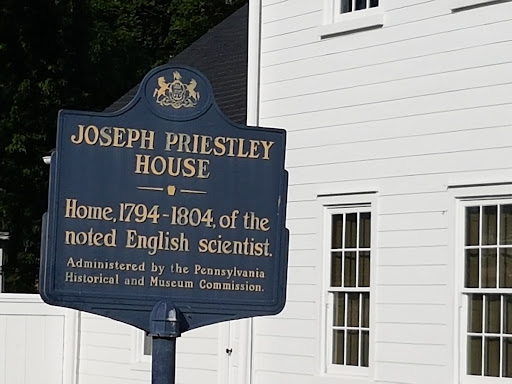 JOSEPH PRIESTLEY
HOUSE
Home, 1794-1804, of the
noted English scientist.
Administered by the Pennsylvania
Historical and Museum Commission.